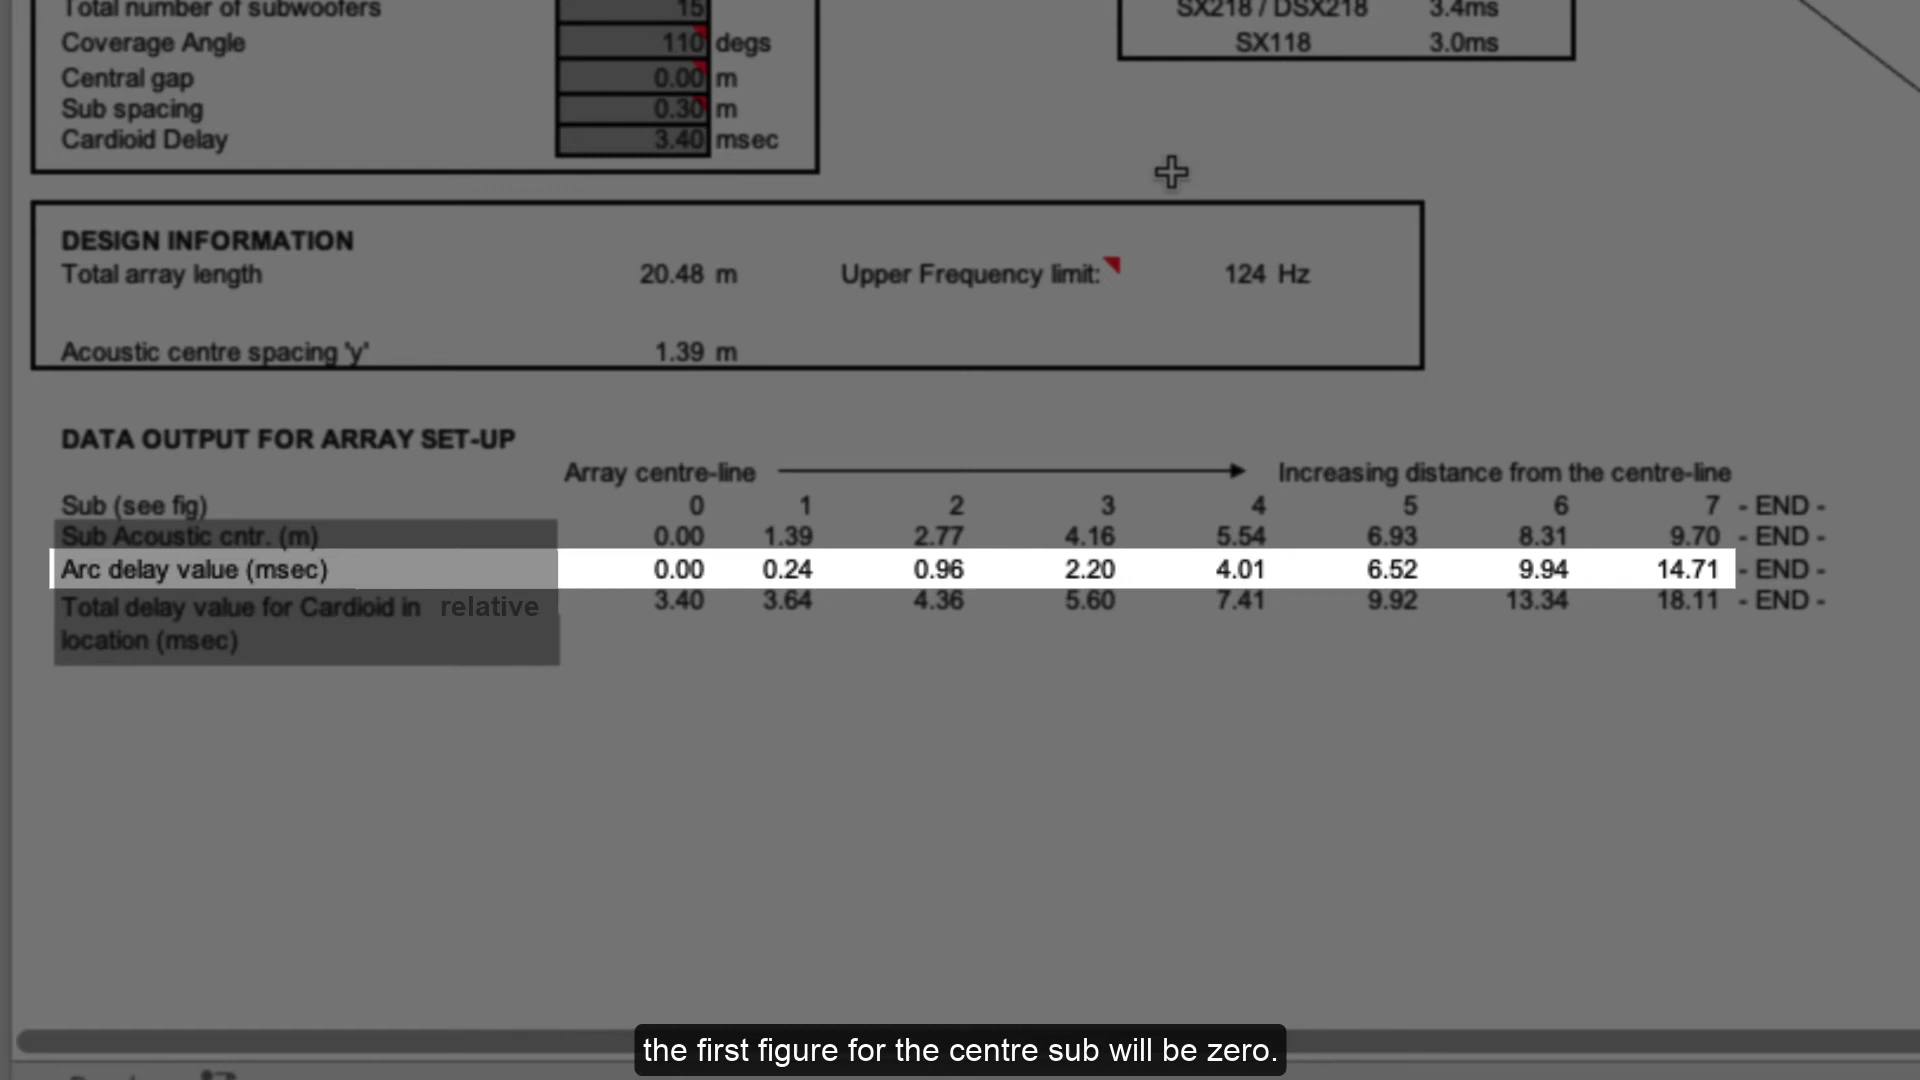 Total number of subwoofers 15
SX218 / DSX218 3.4ms
Coverage Angle 110 degs
SX118 3.0ms
Central gap 0.00 m
Sub spacing 0.30 m
Cardioid Delay 3.40 msec
DESIGN INFORMATION
Total array length 20.48 m Upper Frequency limit: 124 Hz
Acoustic centre spacing 'y' 1.39 m
DATA OUTPUT FOR ARRAY SET-UP
Array centre-line Increasing distance from the centre-line
Sub (see fig) 0 1 2 3 4 5 6 7 - END -
Sub Acoustic cntr. (m) 0.00 1.39 2.77 4.16 5.54 6.93 8.31 9.70 - END -
Arc delay value (msec) 0.00 0.24 0.96 2.20 4.01 6.52 9.94 14.71 - END -
Total delay value for Cardioid in relative 3.40 3.64 4.36 5.60 7.41 9.92 13.34 18.11 - END -
location (msec)
the first figure for the centre sub will be zero.